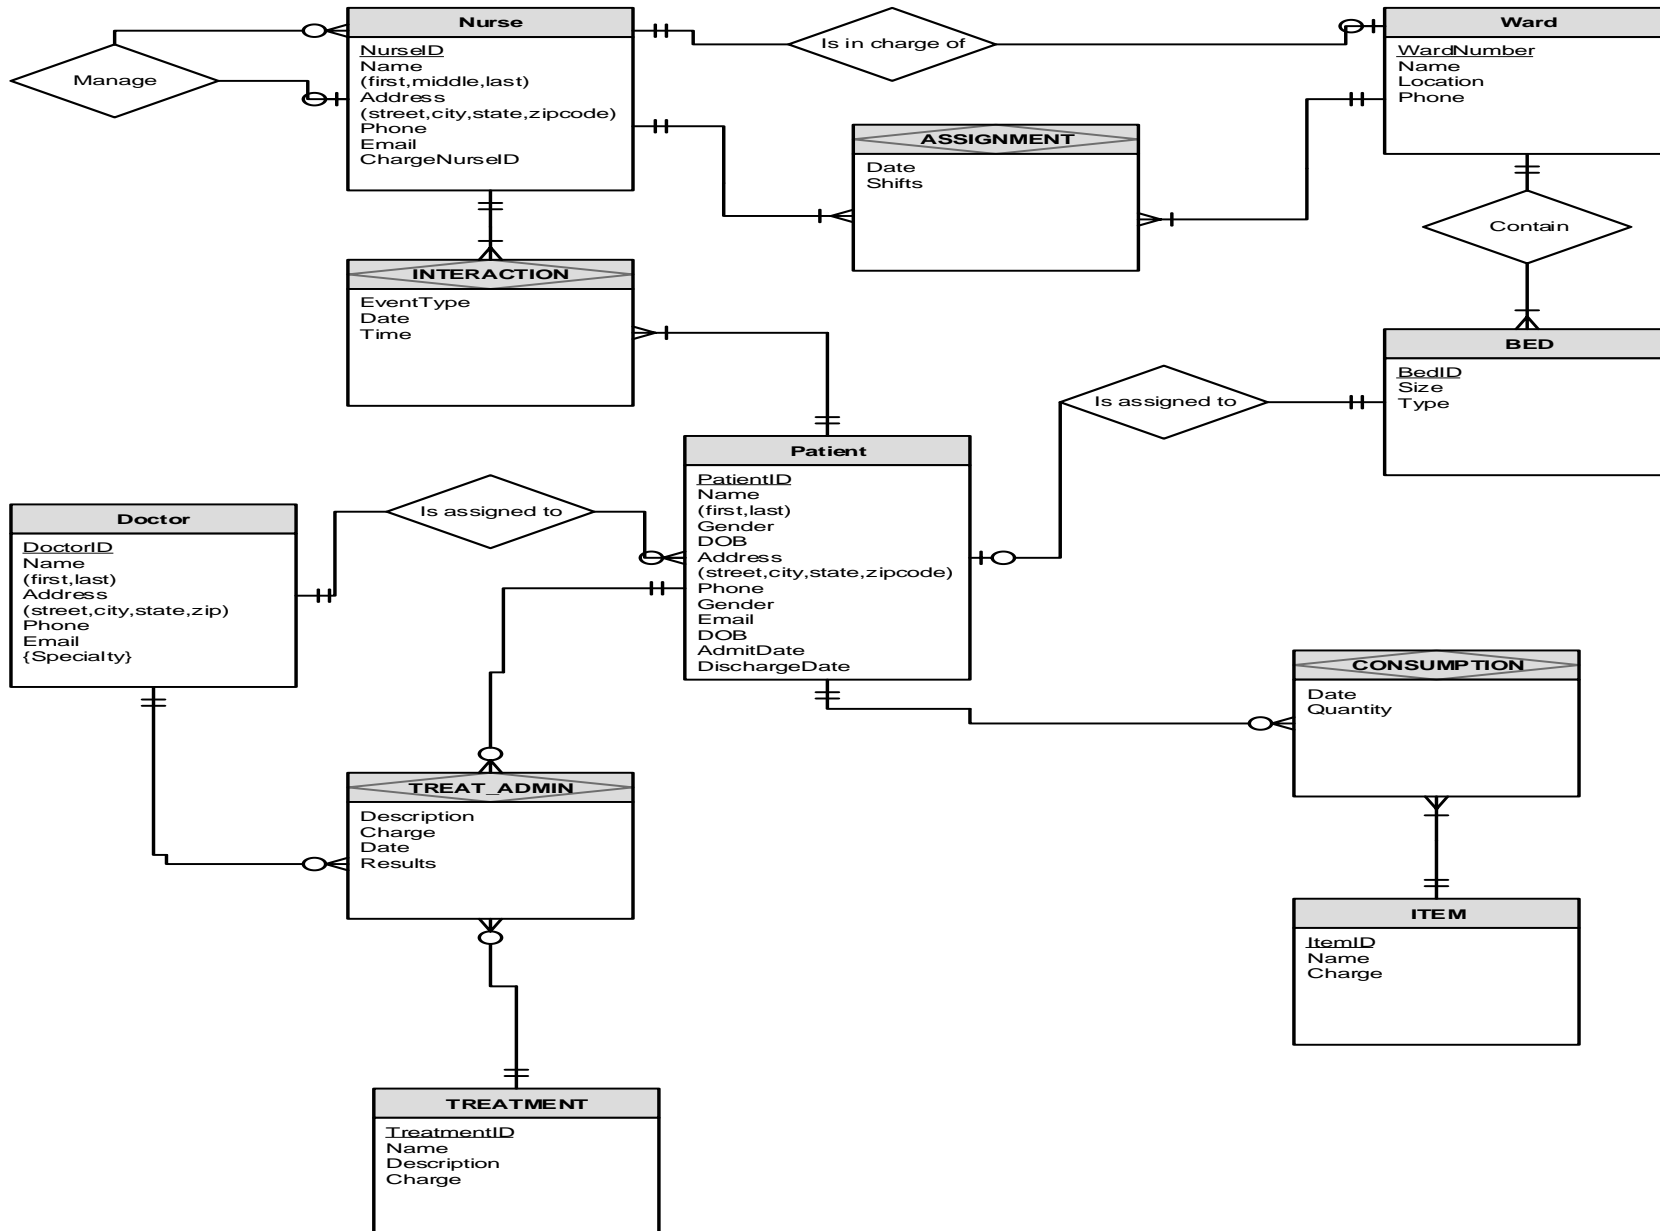 Nurse
NurseID
Name
(first,middle,last)
Address
(street,city,state,zipcode)
Phone
Email
ChargeNurseID
Manage
Is in charge of
Ward
WardNumber
Name
Location
Phone
ASSIGNMENT
Date
Shifts
Contain
INTERACTION
EventType
Date
Time
BED
BedID
Size
Type
Is assigned to
Patient
PatientID
Name
(first,last)
Gender
DOB
Address
(street,city,state,zipcode)
Phone
Gender
Email
DOB
AdmitDate
DischargeDate
Is assigned to
Doctor
DoctorID
Name
(first,last)
Address
(street,city,state,zip)
Phone
Email
{Specialty}
CONSUMPTION
Date
Quantity
TREAT_ADMIN
Description
Charge
Date
Results
ITEM
ItemID
Name
Charge
TREATMENT
TreatmentID
Name
Description
Charge